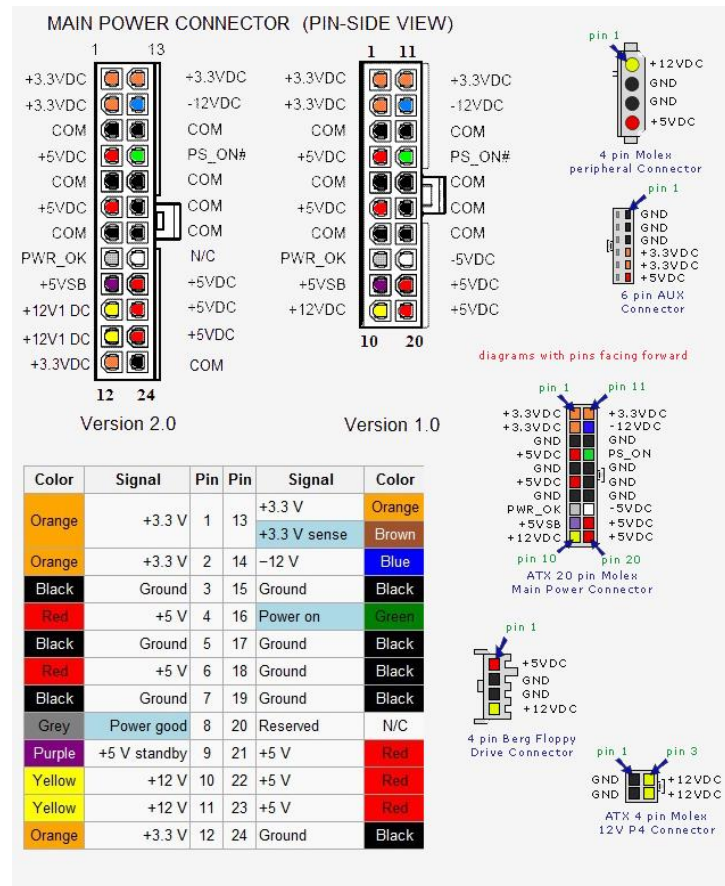 MAIN POWER CONNECTOR (PIN-SIDE VIEW)
1 13
+3.3VDC +3.3VDC
+3.3VDC -12VDC
COM COM
+5VDC PS_ON#
COM COM
+5VDC COM
COM COM
PWR_OK N/C
+5VSB +5VDC
+12V1 DC +5VDC
+12V1 DC +5VDC
+3.3VDC COM
12 24
Version 2.0
1 11
+3.3VDC +3.3VDC
+3.3VDC -12VDC
COM COM
+5VDC PS_ON#
COM COM
+5VDC COM
COM COM
PWR_OK -5VDC
+5VSB +5VDC
+12VDC +5VDC
10 20
Version 1.0
pin 1
+12VDC
GND
GND
+5VDC
4 pin Molex
peripheral Connector
pin 1
GND
GND
GND
+3.3VDC
+3.3VDC
+5VDC
6 pin AUX
Connector
diagrams with pins facing forward
pin 1 pin 11
+3.3VDC +3.3VDC
+3.3VDC -12VDC
GND GND
+5VDC PS_ON
GND GND
+5VDC GND
GND GND
PWR_OK -5VDC
+5VSB +5VDC
+12VDC +5VDC
pin 10 pin 20
ATX 20 pin Molex
Main Power Connector
pin 1
+5VDC
GND
GND
+12VDC
4 pin Berg Floppy
Drive Connector
pin 1 pin 3
GND +12VDC
GND +12VDC
ATX 4 pin Molex
12V P4 Connector
Color Signal Pin Pin Signal Color
Orange +3.3 V 1 13 +3.3 V Orange
+3.3 V sense Brown
Orange +3.3 V 2 14 −12 V Blue
Black Ground 3 15 Ground Black
Red +5 V 4 16 Power on Green
Black Ground 5 17 Ground Black
Red +5 V 6 18 Ground Black
Black Ground 7 19 Ground Black
Grey Power good 8 20 Reserved N/C
Purple +5 V standby 9 21 +5 V Red
Yellow +12 V 10 22 +5 V Red
Yellow +12 V 11 23 +5 V Red
Orange +3.3 V 12 24 Ground Black